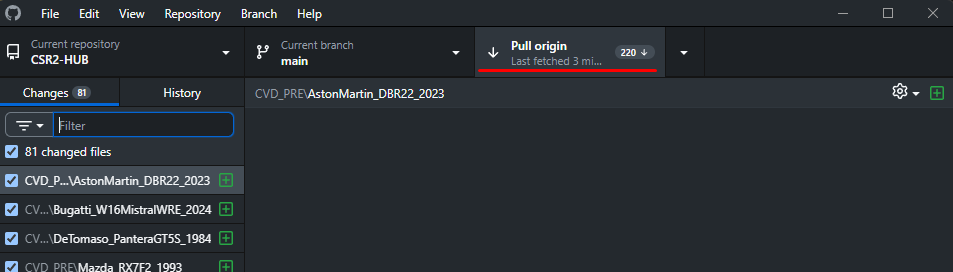 File Edit View Repository Branch Help
Current repository
CSR2-HUB
Current branch
main
Pull origin
Last fetched 3 mi...
220
Changes 81
History
CVD_PRE\AstonMartin_DBR22_2023
Filter
81 changed files
CVD_P...\AstonMartin_DBR22_2023
CV...\Bugatti_W16MistralWRE_2024
CV...\DeTomaso_PanteraGT5S_1984
CVD_PRE\Mazda_RX7F2_1993